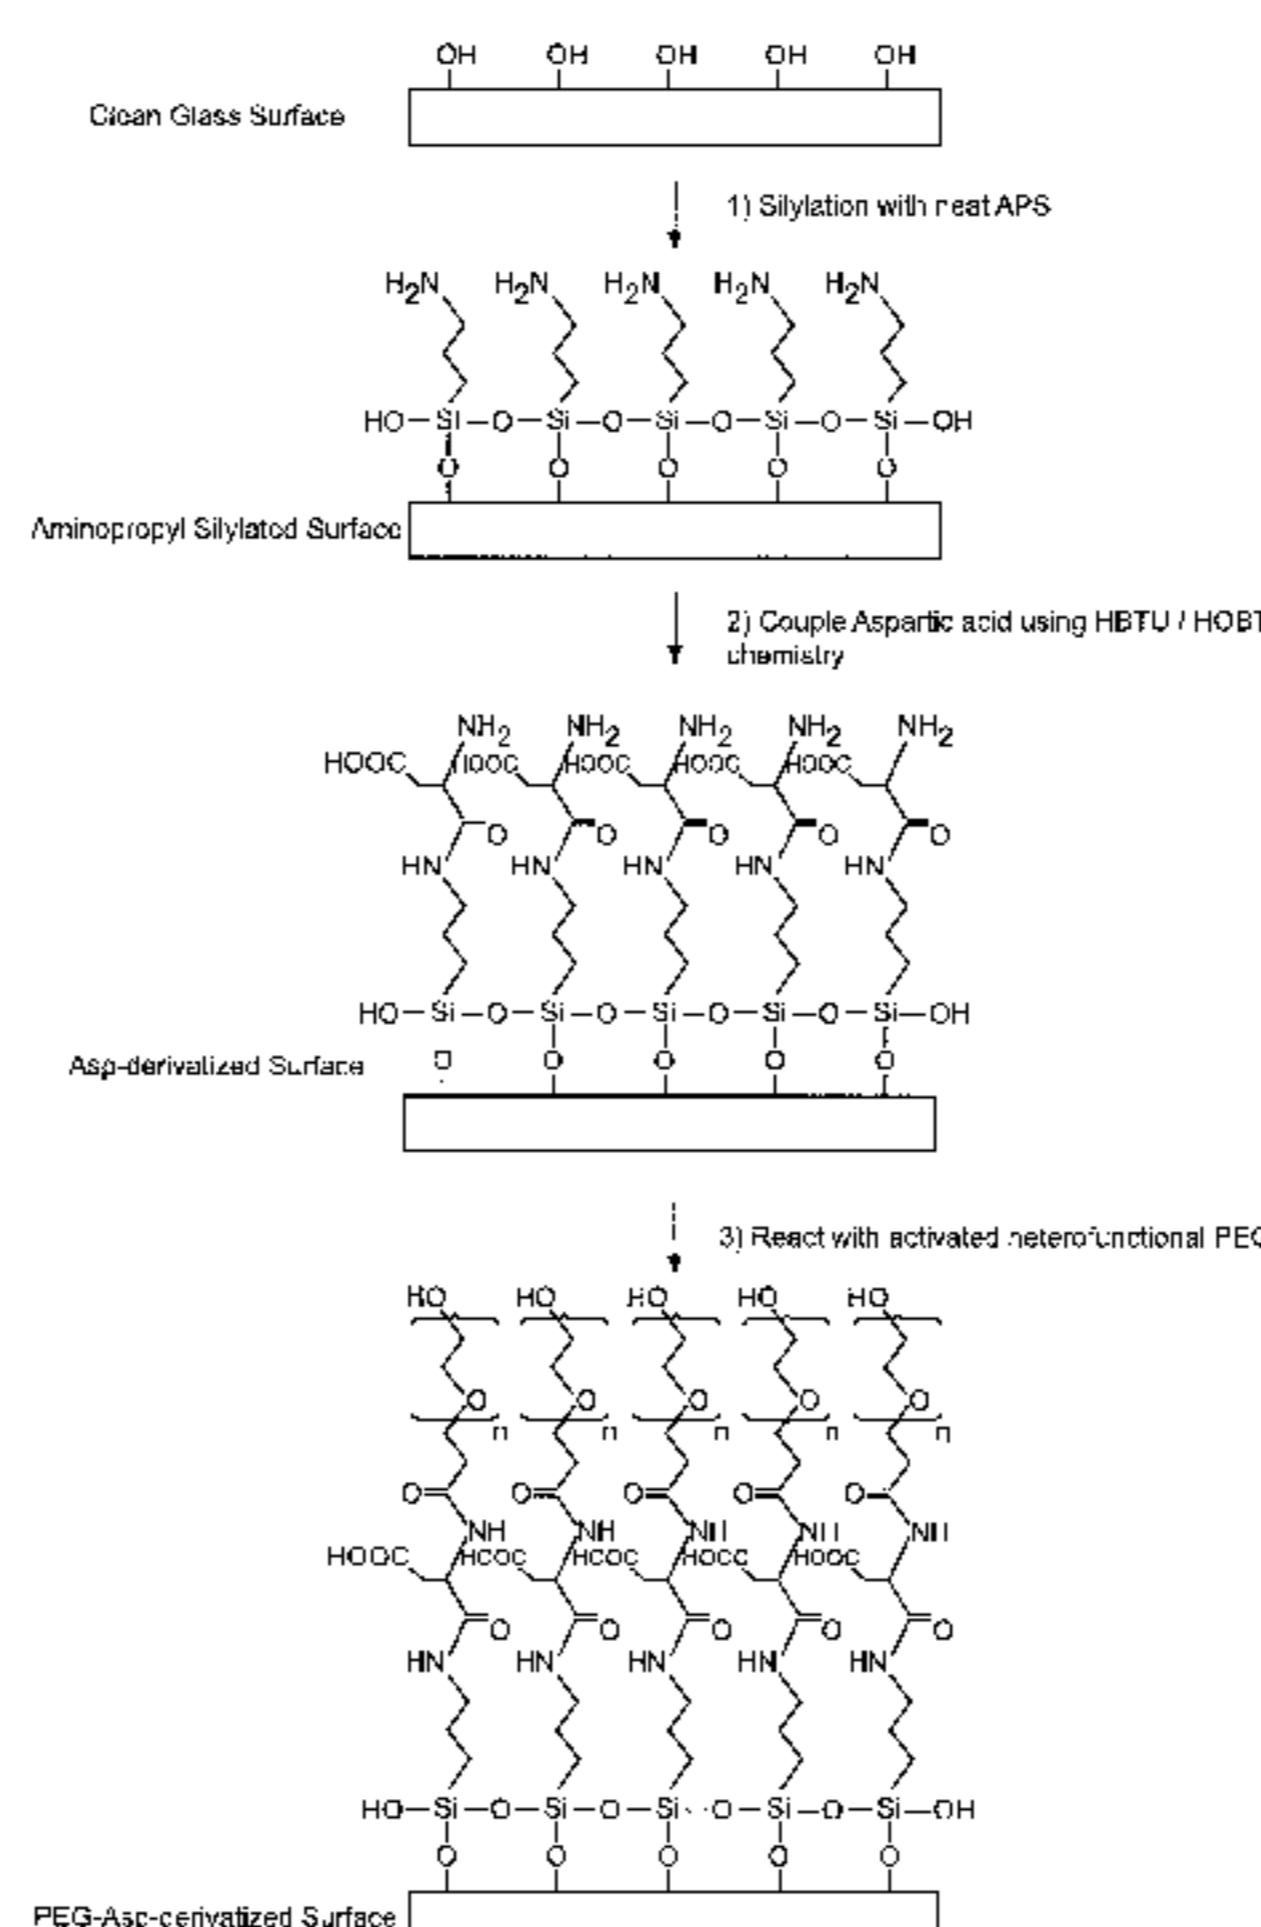 OH OH OH OH OH
Clean Glass Surface
1) Silylation with neat APS
H2N H2N H2N H2N H2N
HO Si O Si O Si O Si O Si OH
O O O O O
Aminopropyl Silylated Surface
2) Couple Aspartic acid using HBTU / HOBT
chemistry
NH2 NH2 NH2 NH2 NH2
HOOC HOOC HOOC HOOC HOOC
O O O O O
HN HN HN HN HN
HO Si O Si O Si O Si O Si OH
O O O O O
Asp-derivatized Surface
3) React with activated heterofunctional PEG
HO HO HO HO HO
O O O O O
n n n n n
O O O O O
NH NH NH NH NH
HOOC HOOC HOOC HOOC HOOC
O O O O O
HN HN HN HN HN
HO Si O Si O Si O Si O Si OH
O O O O O
PEG-Asp-derivatized Surface